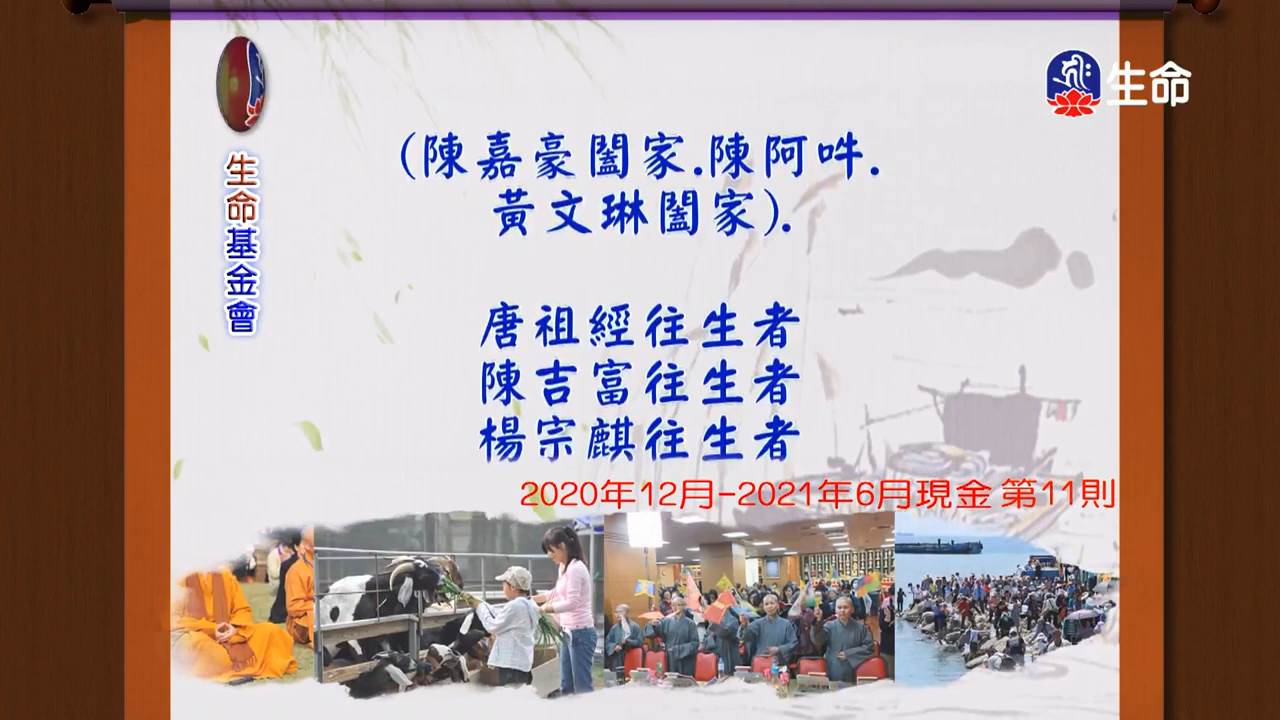 生命
生命基金會
(陳嘉豪闔家.陳阿吽.
黃文琳闔家).
唐祖經往生者
陳吉富往生者
楊宗麒往生者
2020年12月-2021年6月現金 第11則